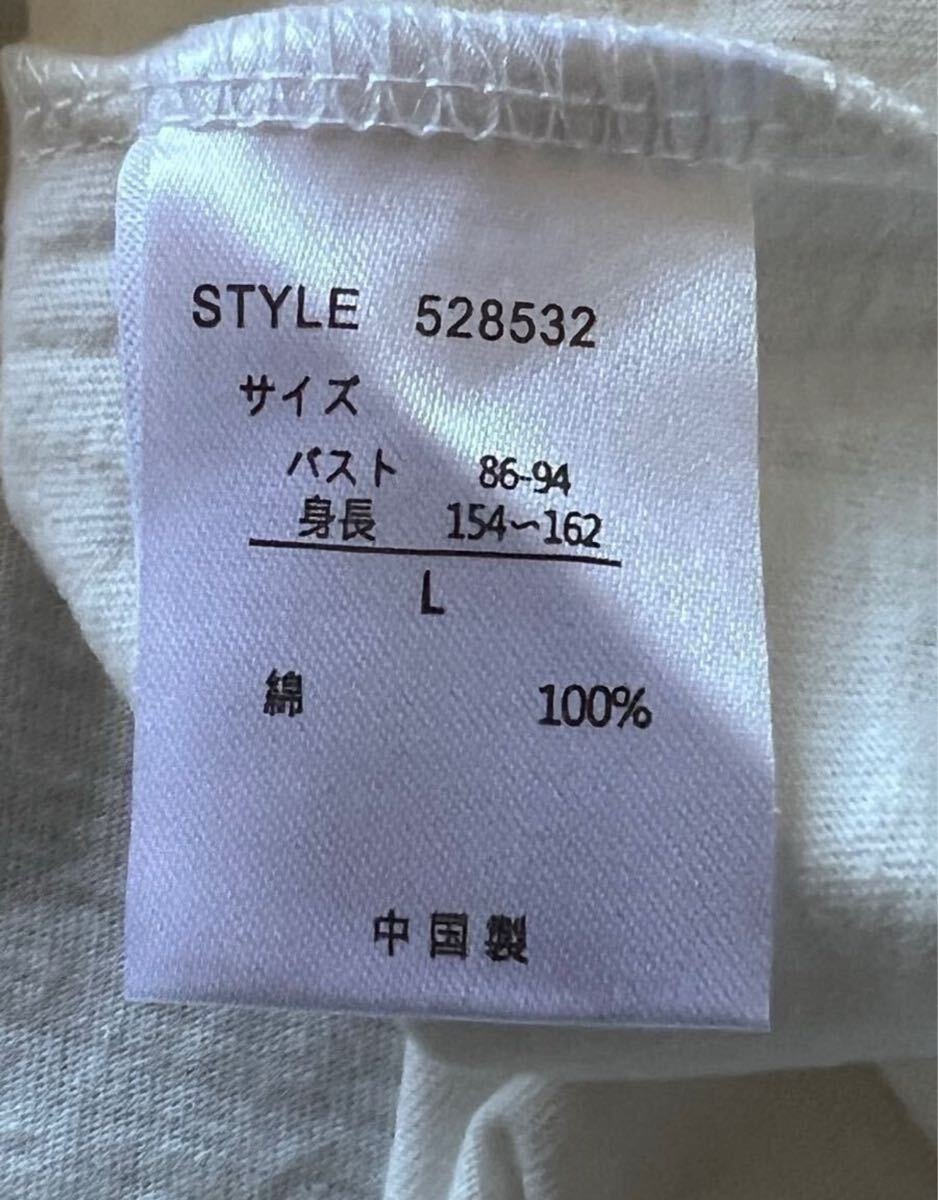 STYLE 528532
サイズ
バスト 86-94
身長 154~162
L
綿 100%
中国製